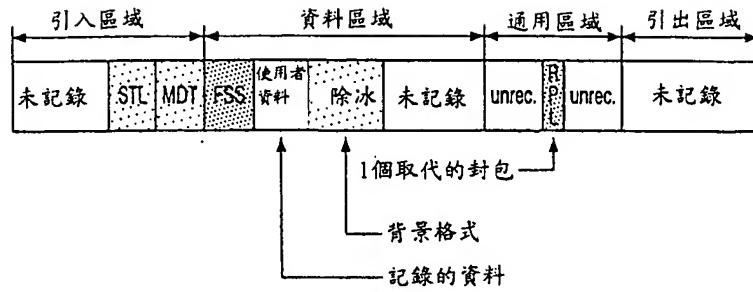 引入區域 資料區域 通用區域 引出區域
未記錄 STL MDT FSS 使用者資料 除冰 未記錄 unrec. RPL unrec. 未記錄
1個取代的封包
背景格式
記錄的資料